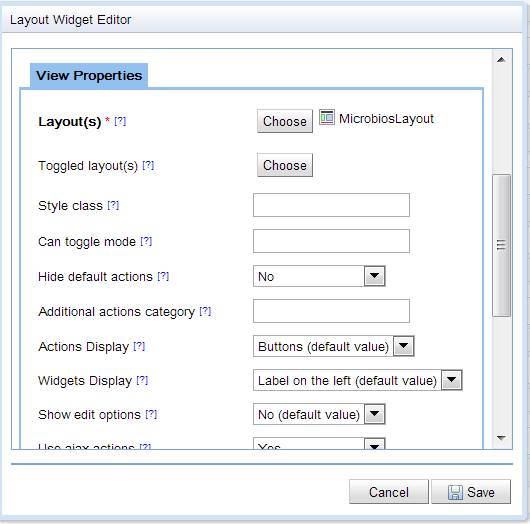 Layout Widget Editor
View Properties
Layout(s) * [?] Choose MicrobiosLayout
Toggled layout(s) [?] Choose
Style class [?]
Can toggle mode [?]
Hide default actions [?] No
Additional actions category [?]
Actions Display [?] Buttons (default value)
Widgets Display [?] Label on the left (default value)
Show edit options [?] No (default value)
Use ajax actions [?] Yes
Cancel Save